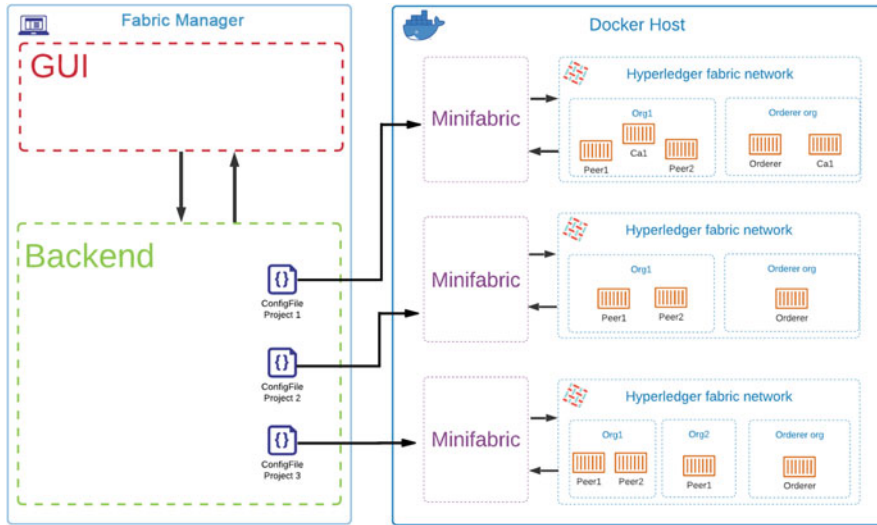 Fabric Manager
GUI
Backend
{}
ConfigFile
Project 1
{}
ConfigFile
Project 2
{}
ConfigFile
Project 3
Docker Host
Minifabric
Hyperledger fabric network
Org1
Peer1
Ca1
Peer2
Orderer org
Orderer
Ca1
Minifabric
Hyperledger fabric network
Org1
Peer1
Peer2
Orderer org
Orderer
Minifabric
Hyperledger fabric network
Org1
Peer1
Peer2
Org2
Peer1
Orderer org
Orderer